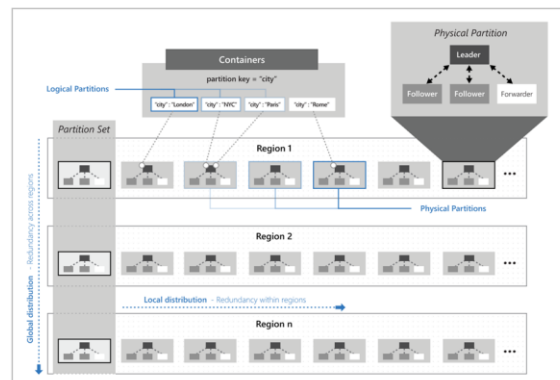 Containers
partition key = "city"
Logical Partitions
"city" : "London"
"city" : "NYC"
"city" : "Paris"
"city" : "Rome"
Physical Partition
Leader
Follower
Follower
Forwarder
Partition Set
Region 1
Physical Partitions
Region 2
Local distribution - Redundancy within regions
Region n
Global distribution - Redundancy across regions